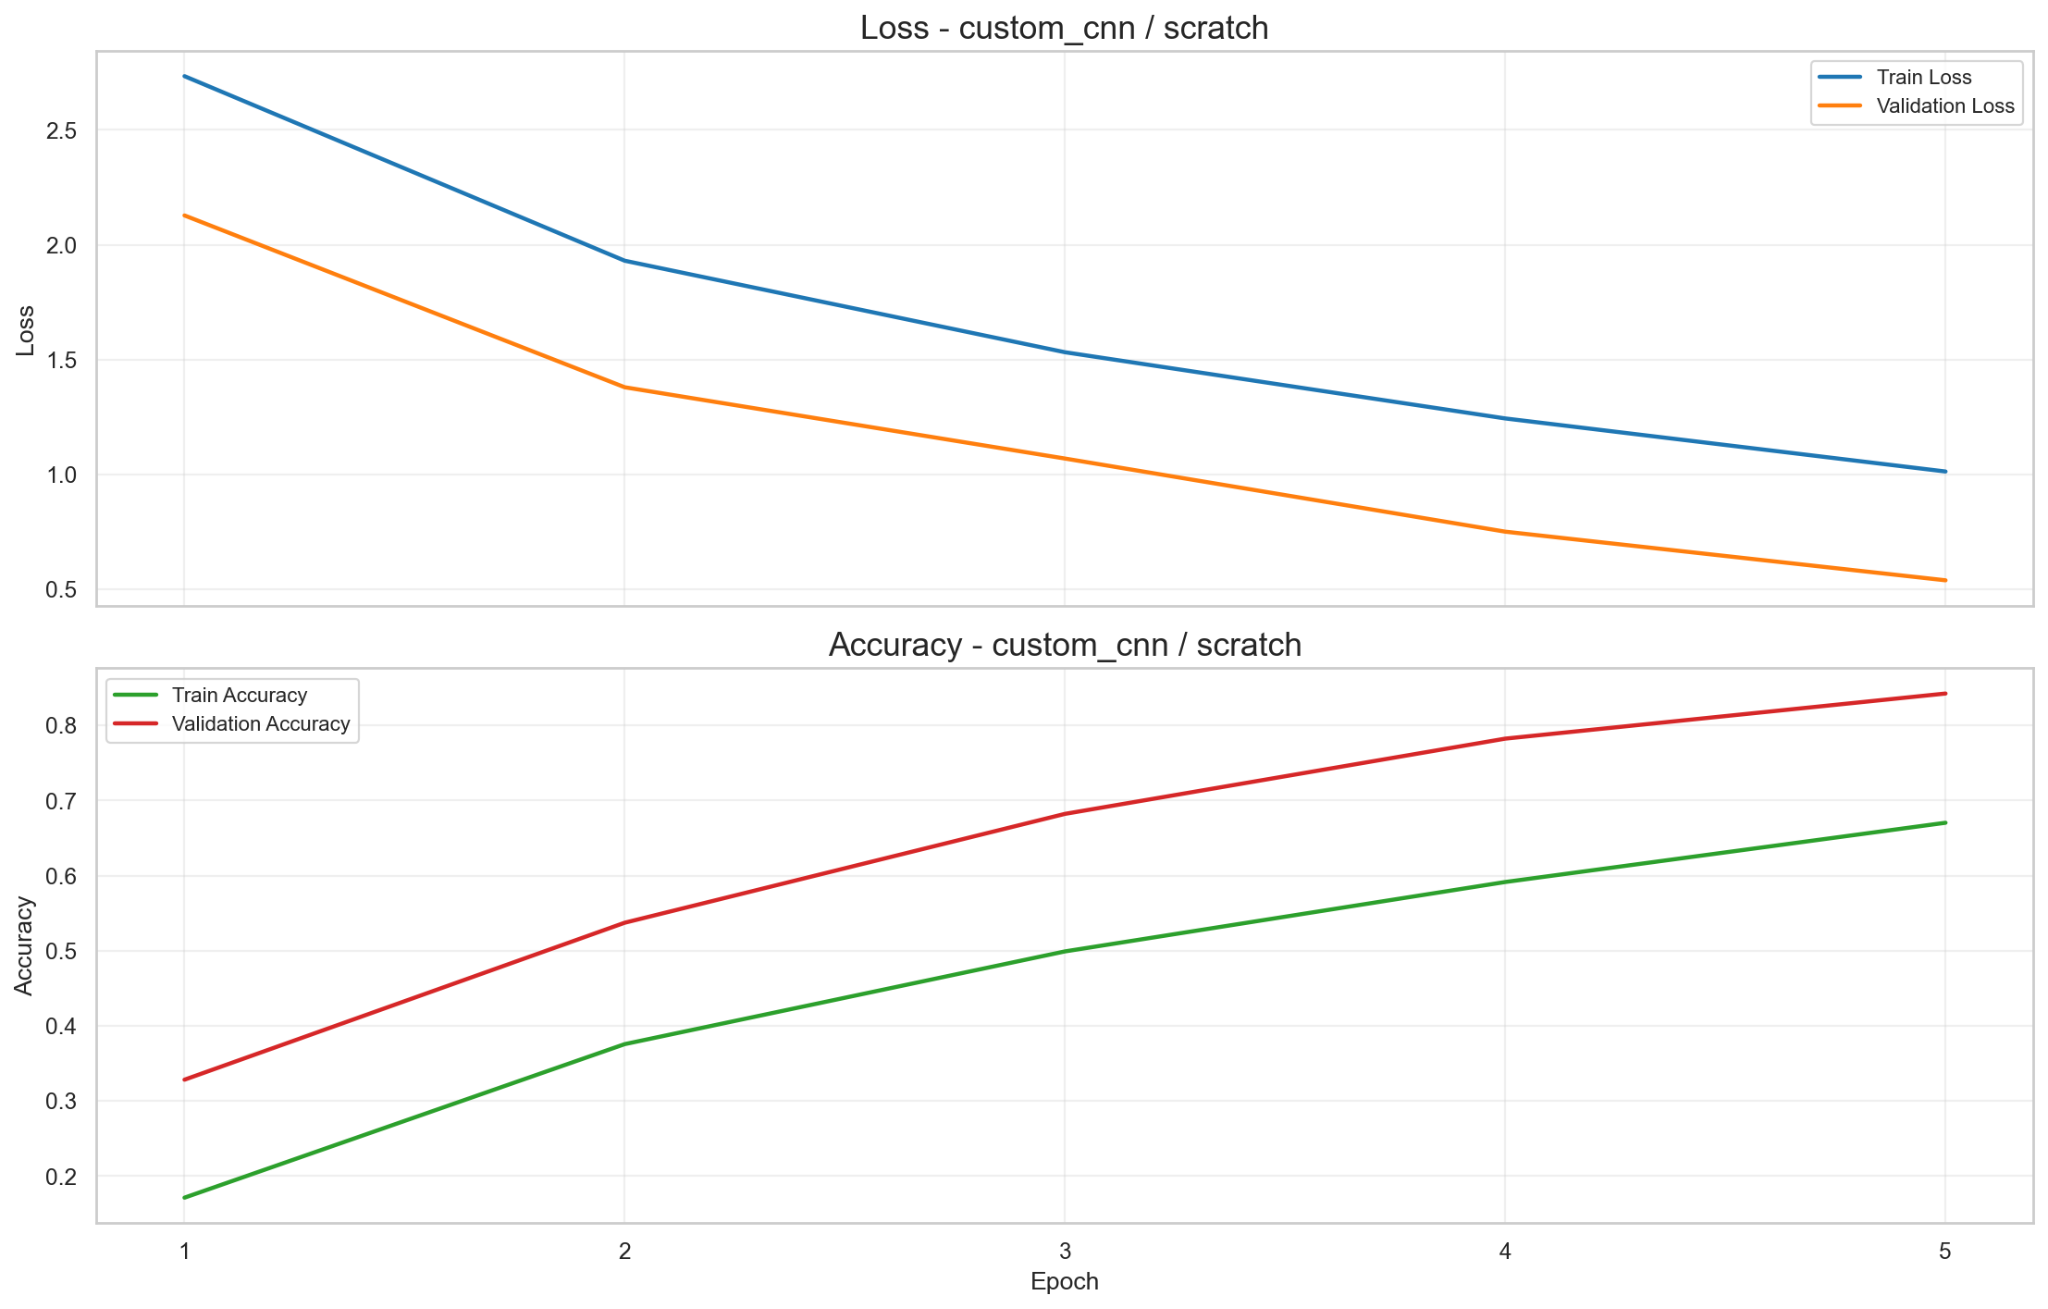 Loss - custom_cnn / scratch
Train Loss
Validation Loss
2.5
2.0
1.5
1.0
0.5
Loss
Accuracy - custom_cnn / scratch
Train Accuracy
Validation Accuracy
0.8
0.7
0.6
0.5
0.4
0.3
0.2
Accuracy
1 2 3 4 5
Epoch